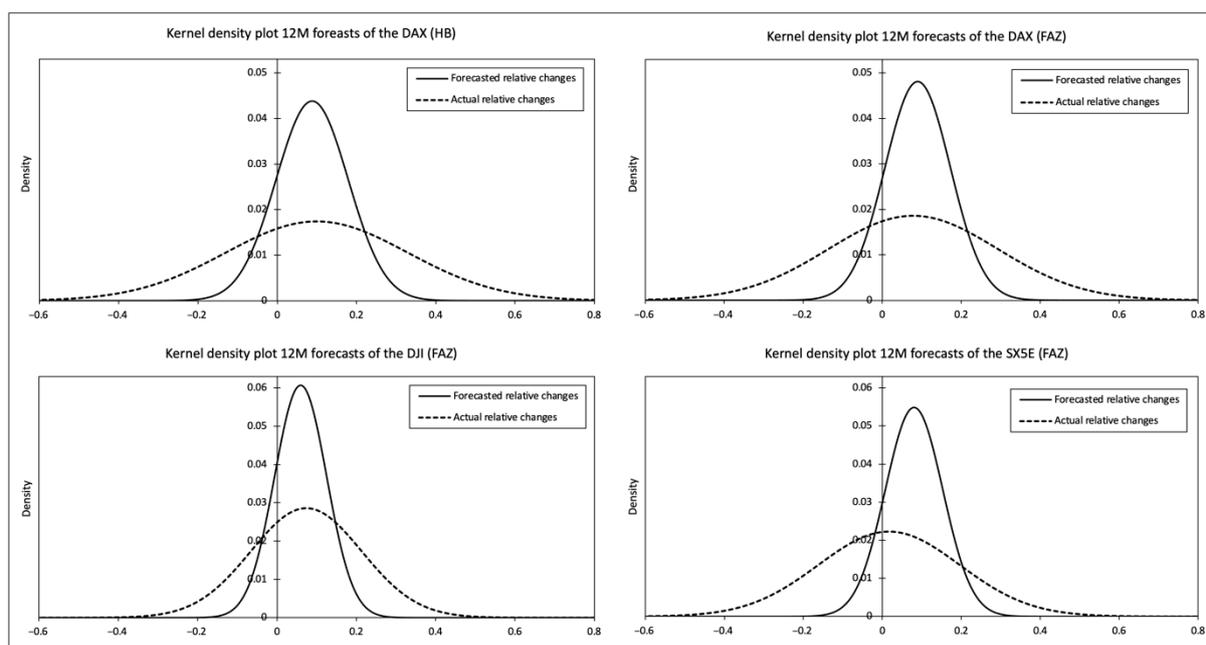 Kernel density plot 12M foreasts of the DAX (HB)
0.05
Forecasted relative changes
Actual relative changes
0.04
0.03
Density
0.02
0.01
0
−0.6 −0.4 −0.2 0 0.2 0.4 0.6 0.8
Kernel density plot 12M forecasts of the DAX (FAZ)
0.05
Forecasted relative changes
Actual relative changes
0.04
0.03
Density
0.02
0.01
0
−0.6 −0.4 −0.2 0 0.2 0.4 0.6 0.8
Kernel density plot 12M forecasts of the DJI (FAZ)
0.06
Forecasted relative changes
Actual relative changes
0.05
0.04
0.03
Density
0.02
0.01
0
−0.6 −0.4 −0.2 0 0.2 0.4 0.6 0.8
Kernel density plot 12M forecasts of the SX5E (FAZ)
0.06
Forecasted relative changes
Actual relative changes
0.05
0.04
0.03
Density
0.02
0.01
0
−0.6 −0.4 −0.2 0 0.2 0.4 0.6 0.8